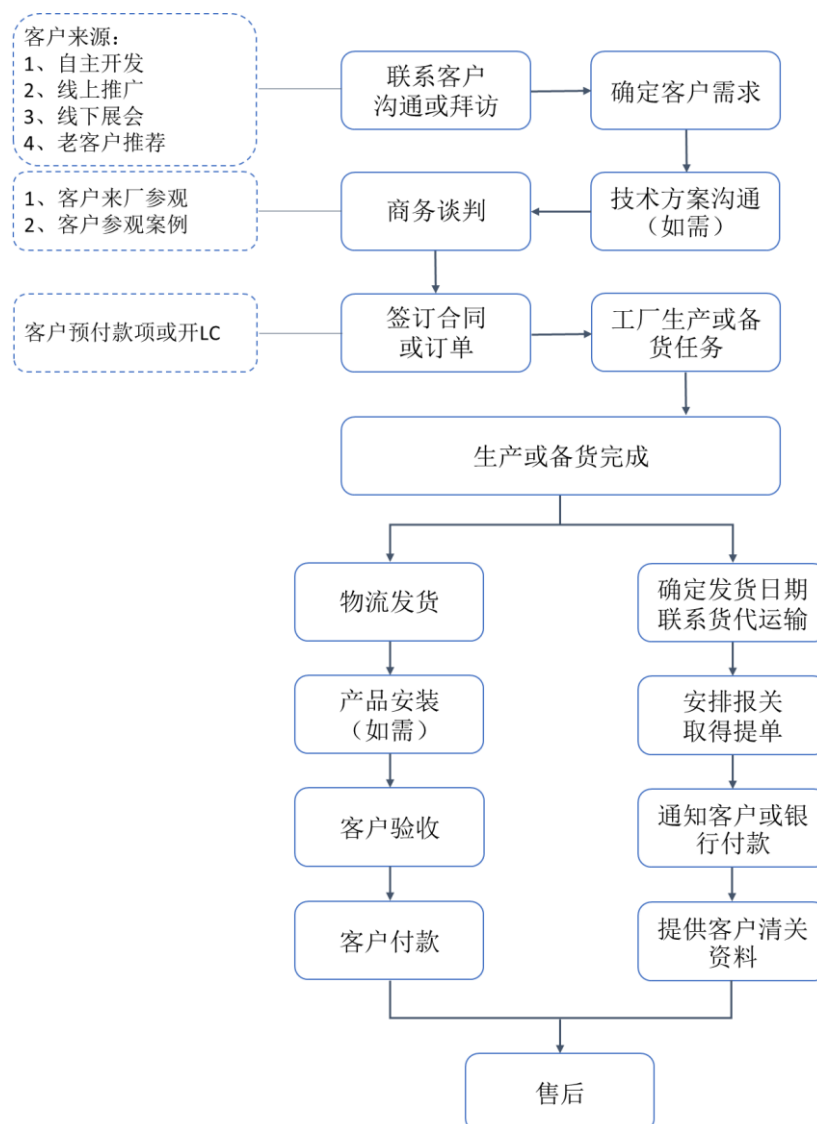 客户来源：
1、自主开发
2、线上推广
3、线下展会
4、老客户推荐
联系客户
沟通或拜访
确定客户需求
1、客户来厂参观
2、客户参观案例
商务谈判
技术方案沟通
（如需）
客户预付款项或开LC
签订合同
或订单
工厂生产或备
货任务
生产或备货完成
物流发货
确定发货日期
联系货代运输
产品安装
（如需）
安排报关
取得提单
客户验收
通知客户或银
行付款
客户付款
提供客户清关
资料
售后